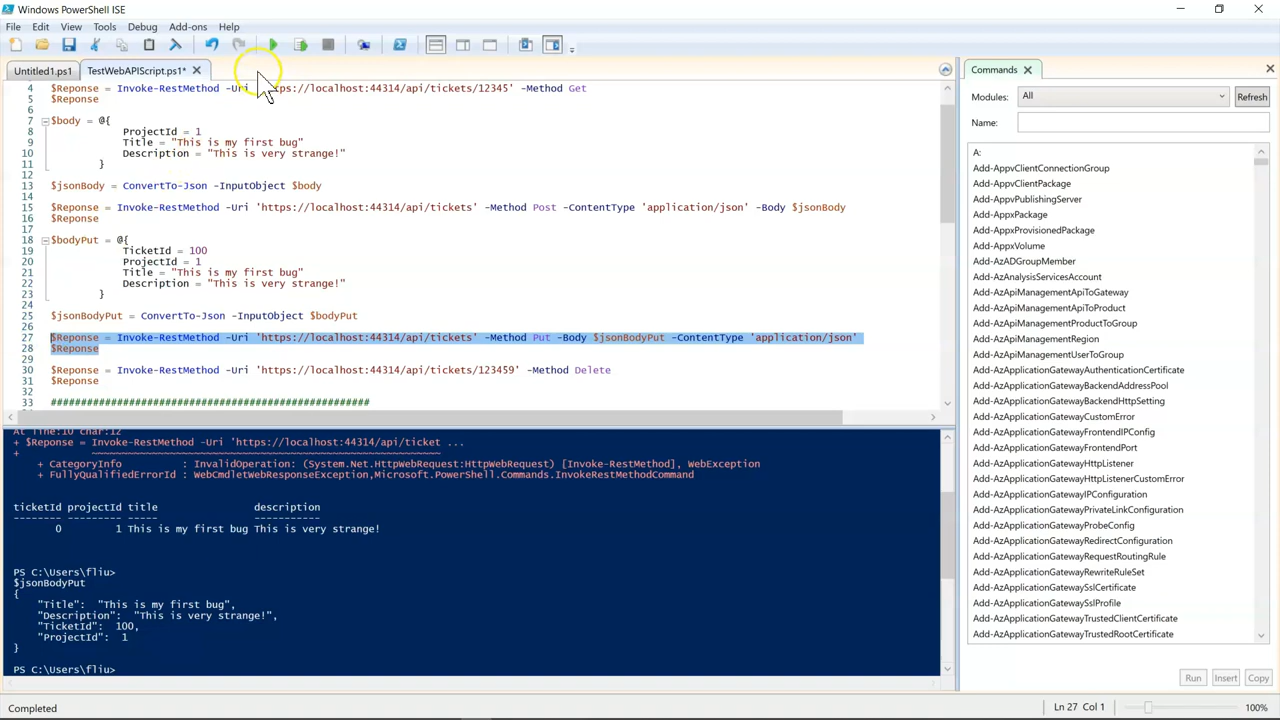 Windows PowerShell ISE
File Edit View Tools Debug Add-ons Help
Untitled1.ps1 TestWebAPIScript.ps1*
4 $Reponse = Invoke-RestMethod -Uri 'https://localhost:44314/api/tickets/12345' -Method Get
5 $Reponse
6
7 $body = @{
8 ProjectId = 1
9 Title = "This is my first bug"
10 Description = "This is very strange!"
11 }
12
13 $jsonBody = ConvertTo-Json -InputObject $body
14
15 $Reponse = Invoke-RestMethod -Uri 'https://localhost:44314/api/tickets' -Method Post -ContentType 'application/json' -Body $jsonBody
16 $Reponse
17
18 $bodyPut = @{
19 TicketId = 100
20 ProjectId = 1
21 Title = "This is my first bug"
22 Description = "This is very strange!"
23 }
24
25 $jsonBodyPut = ConvertTo-Json -InputObject $bodyPut
26
27 $Reponse = Invoke-RestMethod -Uri 'https://localhost:44314/api/tickets' -Method Put -Body $jsonBodyPut -ContentType 'application/json'
28 $Reponse
29
30 $Reponse = Invoke-RestMethod -Uri 'https://localhost:44314/api/tickets/123459' -Method Delete
31 $Reponse
32
33 #####################################################
At line:10 char:12
+ $Reponse = Invoke-RestMethod -Uri 'https://localhost:44314/api/ticket ...
+ ~~~~~~~~~~~~~~~~~~~~~~~~~~~~~~~~~~~~~~~~~~~~~~~~~~~~~~~~~~
+ CategoryInfo : InvalidOperation: (System.Net.HttpWebRequest:HttpWebRequest) [Invoke-RestMethod], WebException
+ FullyQualifiedErrorId : WebCmdletWebResponseException,Microsoft.PowerShell.Commands.InvokeRestMethodCommand
ticketId projectId title description
-------- --------- ----- -----------
0 1 This is my first bug This is very strange!
PS C:\Users\fliu>
$jsonBodyPut
{
"Title": "This is my first bug",
"Description": "This is very strange!",
"TicketId": 100,
"ProjectId": 1
}
PS C:\Users\fliu>
Completed
Ln 27 Col 1
100%
Commands
Modules: All Refresh
Name:
A:
Add-AppvClientConnectionGroup
Add-AppvClientPackage
Add-AppvPublishingServer
Add-AppxPackage
Add-AppxProvisionedPackage
Add-AppxVolume
Add-AzADGroupMember
Add-AzAnalysisServicesAccount
Add-AzApiManagementApiToGateway
Add-AzApiManagementApiToProduct
Add-AzApiManagementProductToGroup
Add-AzApiManagementRegion
Add-AzApiManagementUserToGroup
Add-AzApplicationGatewayAuthenticationCertificate
Add-AzApplicationGatewayBackendAddressPool
Add-AzApplicationGatewayBackendHttpSetting
Add-AzApplicationGatewayCustomError
Add-AzApplicationGatewayFrontendIPConfig
Add-AzApplicationGatewayFrontendPort
Add-AzApplicationGatewayHttpListener
Add-AzApplicationGatewayHttpListenerCustomError
Add-AzApplicationGatewayIPConfiguration
Add-AzApplicationGatewayPrivateLinkConfiguration
Add-AzApplicationGatewayProbeConfig
Add-AzApplicationGatewayRedirectConfiguration
Add-AzApplicationGatewayRequestRoutingRule
Add-AzApplicationGatewayRewriteRuleSet
Add-AzApplicationGatewaySslCertificate
Add-AzApplicationGatewaySslProfile
Add-AzApplicationGatewayTrustedClientCertificate
Add-AzApplicationGatewayTrustedRootCertificate
Run Insert Copy